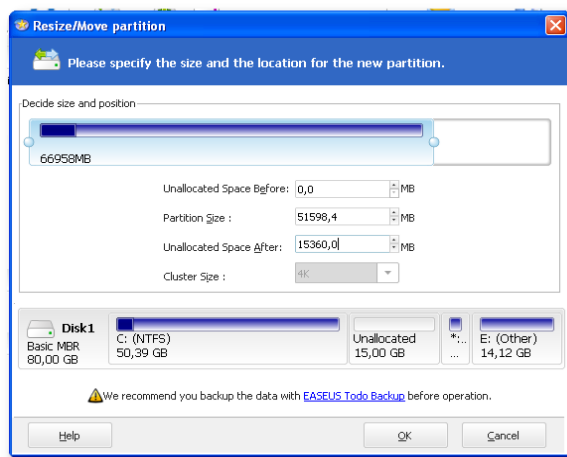 Resize/Move partition
Please specify the size and the location for the new partition.
Decide size and position
66958MB
Unallocated Space Before: 0,0 MB
Partition Size : 51598,4 MB
Unallocated Space After: 15360,0 MB
Cluster Size : 4K
Disk1
Basic MBR
80,00 GB
C: (NTFS)
50,39 GB
Unallocated
15,00 GB
*:..
...
E: (Other)
14,12 GB
We recommend you backup the data with EASEUS Todo Backup before operation.
Help OK Cancel